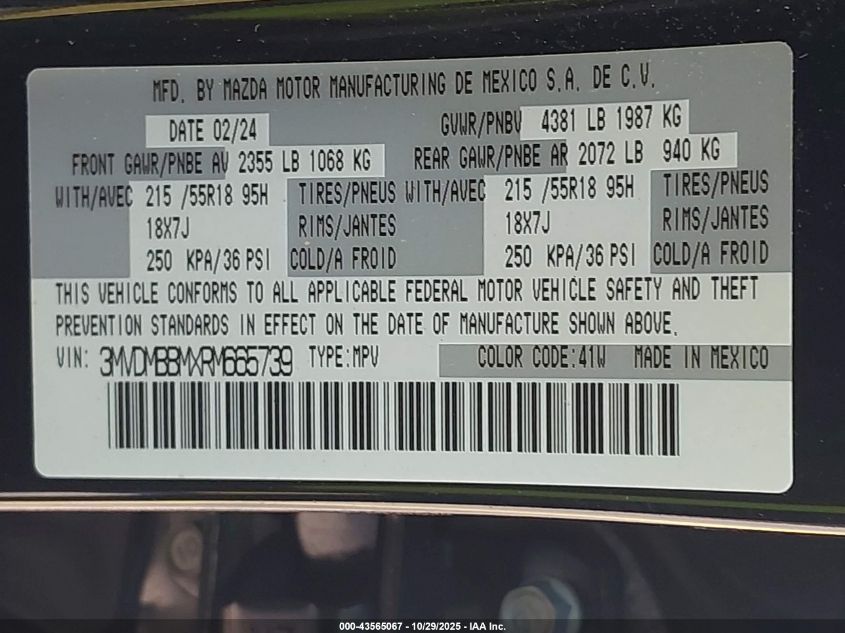 MFD. BY MAZDA MOTOR MANUFACTURING DE MEXICO S.A. DE C.V.
DATE 02/24 GVWR/PNBV 4381 LB 1987 KG
FRONT GAWR/PNBE AV 2355 LB 1068 KG REAR GAWR/PNBE AR 2072 LB 940 KG
WITH/AVEC 215 /55R18 95H TIRES/PNEUS WITH/AVEC 215 /55R18 95H TIRES/PNEUS
18X7J RIMS/JANTES 18X7J RIMS/JANTES
250 KPA/36 PSI COLD/A FROID 250 KPA/36 PSI COLD/A FROID
THIS VEHICLE CONFORMS TO ALL APPLICABLE FEDERAL MOTOR VEHICLE SAFETY AND THEFT
PREVENTION STANDARDS IN EFFECT ON THE DATE OF MANUFACTURE SHOWN ABOVE.
VIN: 3MVDMBBMXRM665739 TYPE:MPV COLOR CODE:41W MADE IN MEXICO
000-43565067 - 10/29/2025 - IAA Inc.